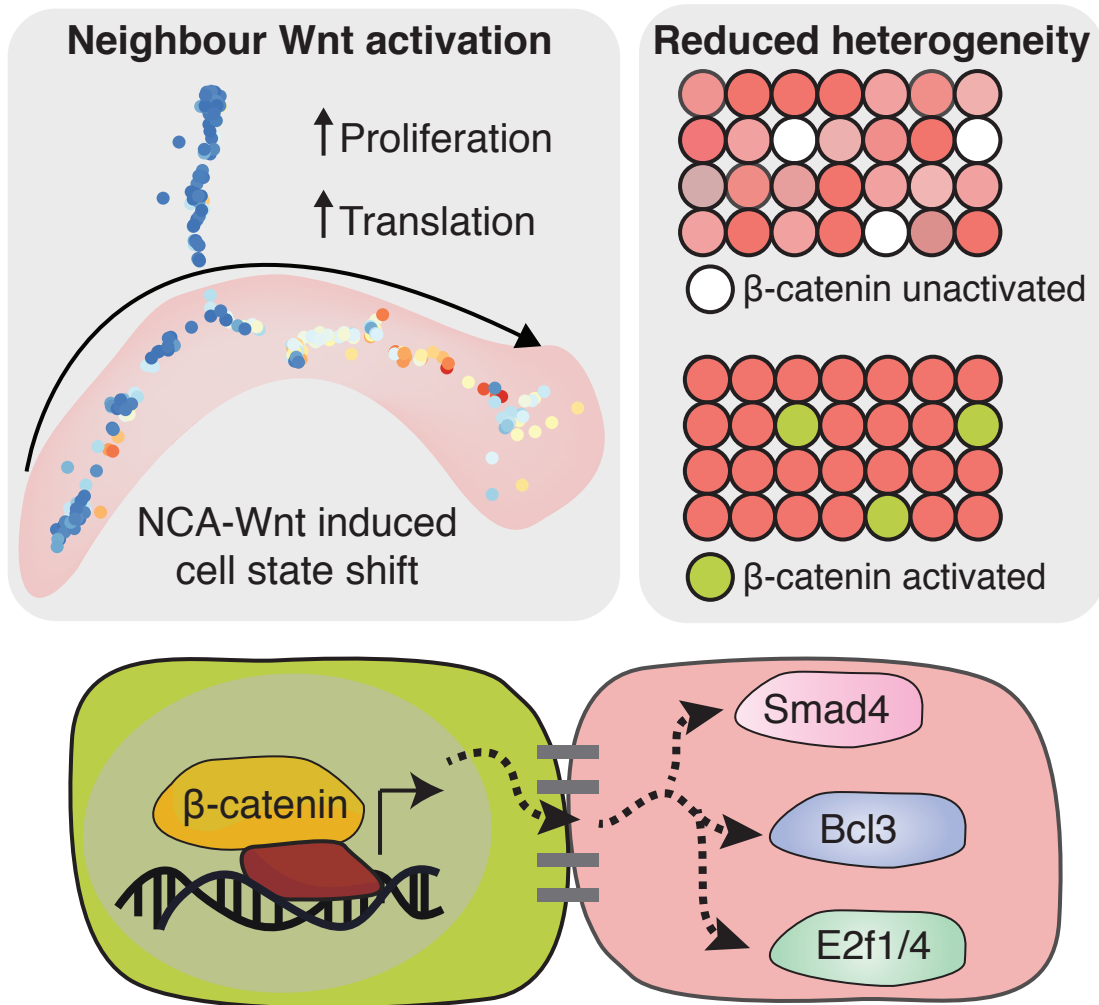 Neighbour Wnt activation
Proliferation
Translation
NCA-Wnt induced
cell state shift
Reduced heterogeneity
β-catenin unactivated
β-catenin activated
β-catenin
Smad4
Bcl3
E2f1/4